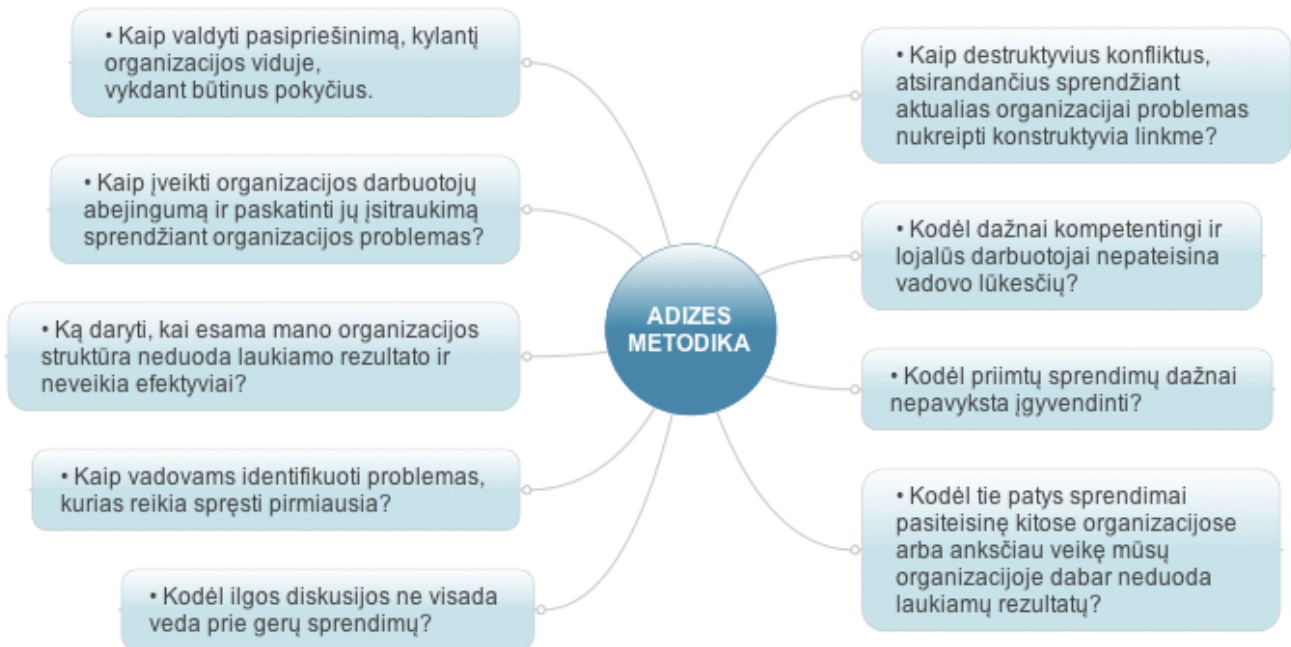 • Kaip valdyti pasipriešinimą, kylantį
organizacijos viduje,
vykdant būtinus pokyčius.
• Kaip įveikti organizacijos darbuotojų
abejingumą ir paskatinti jų įsitraukimą
sprendžiant organizacijos problemas?
• Ką daryti, kai esama mano organizacijos
struktūra neduoda laukiamo rezultato ir
neveikia efektyviai?
• Kaip vadovams identifikuoti problemas,
kurias reikia spręsti pirmiausia?
• Kodėl ilgos diskusijos ne visada
veda prie gerų sprendimų?
ADIZES
METODIKA
• Kaip destruktyvius konfliktus,
atsirandančius sprendžiant
aktualias organizacijai problemas
nukreipti konstruktyvia linkme?
• Kodėl dažnai kompetentingi ir
lojalūs darbuotojai nepateisina
vadovo lūkesčių?
• Kodėl priimtų sprendimų dažnai
nepavyksta įgyvendinti?
• Kodėl tie patys sprendimai
pasiteisinę kitose organizacijose
arba anksčiau veikę mūsų
organizacijoje dabar neduoda
laukiamų rezultatų?